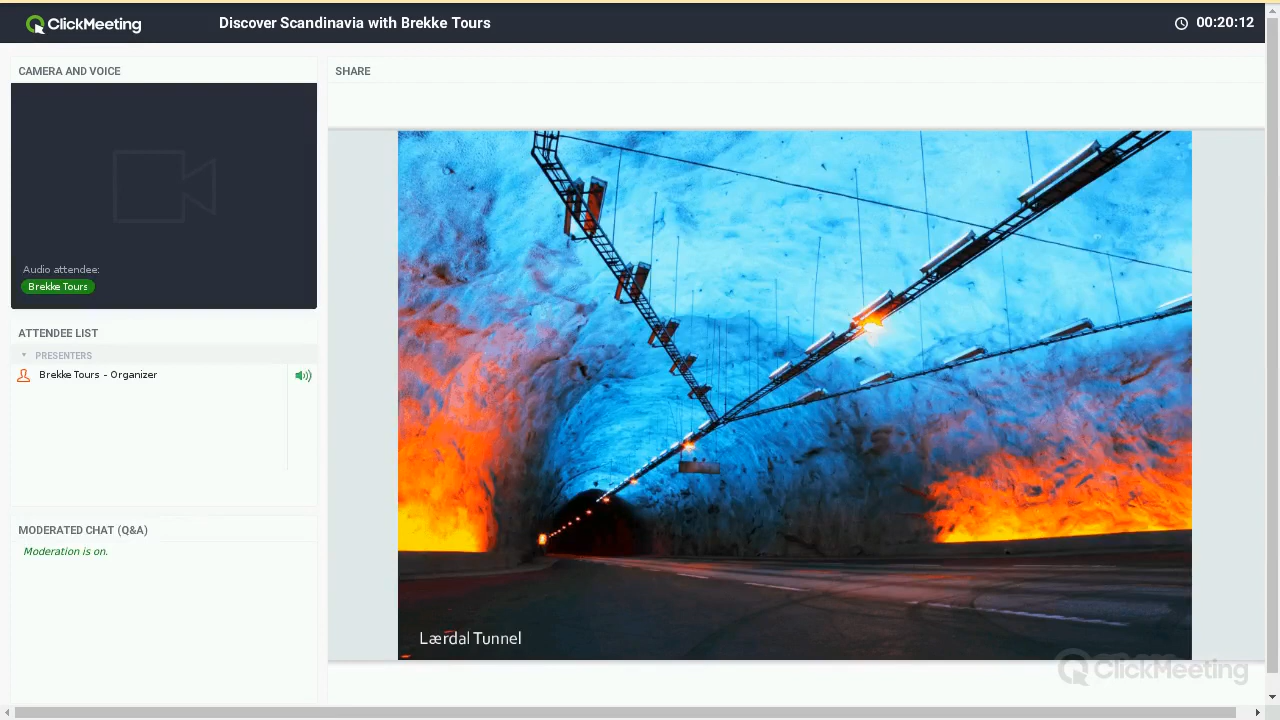 ClickMeeting
Discover Scandinavia with Brekke Tours
00:20:12
CAMERA AND VOICE
Audio attendee:
Brekke Tours
ATTENDEE LIST
PRESENTERS
Brekke Tours - Organizer
MODERATED CHAT (Q&A)
Moderation is on.
SHARE
Lærdal Tunnel
ClickMeeting